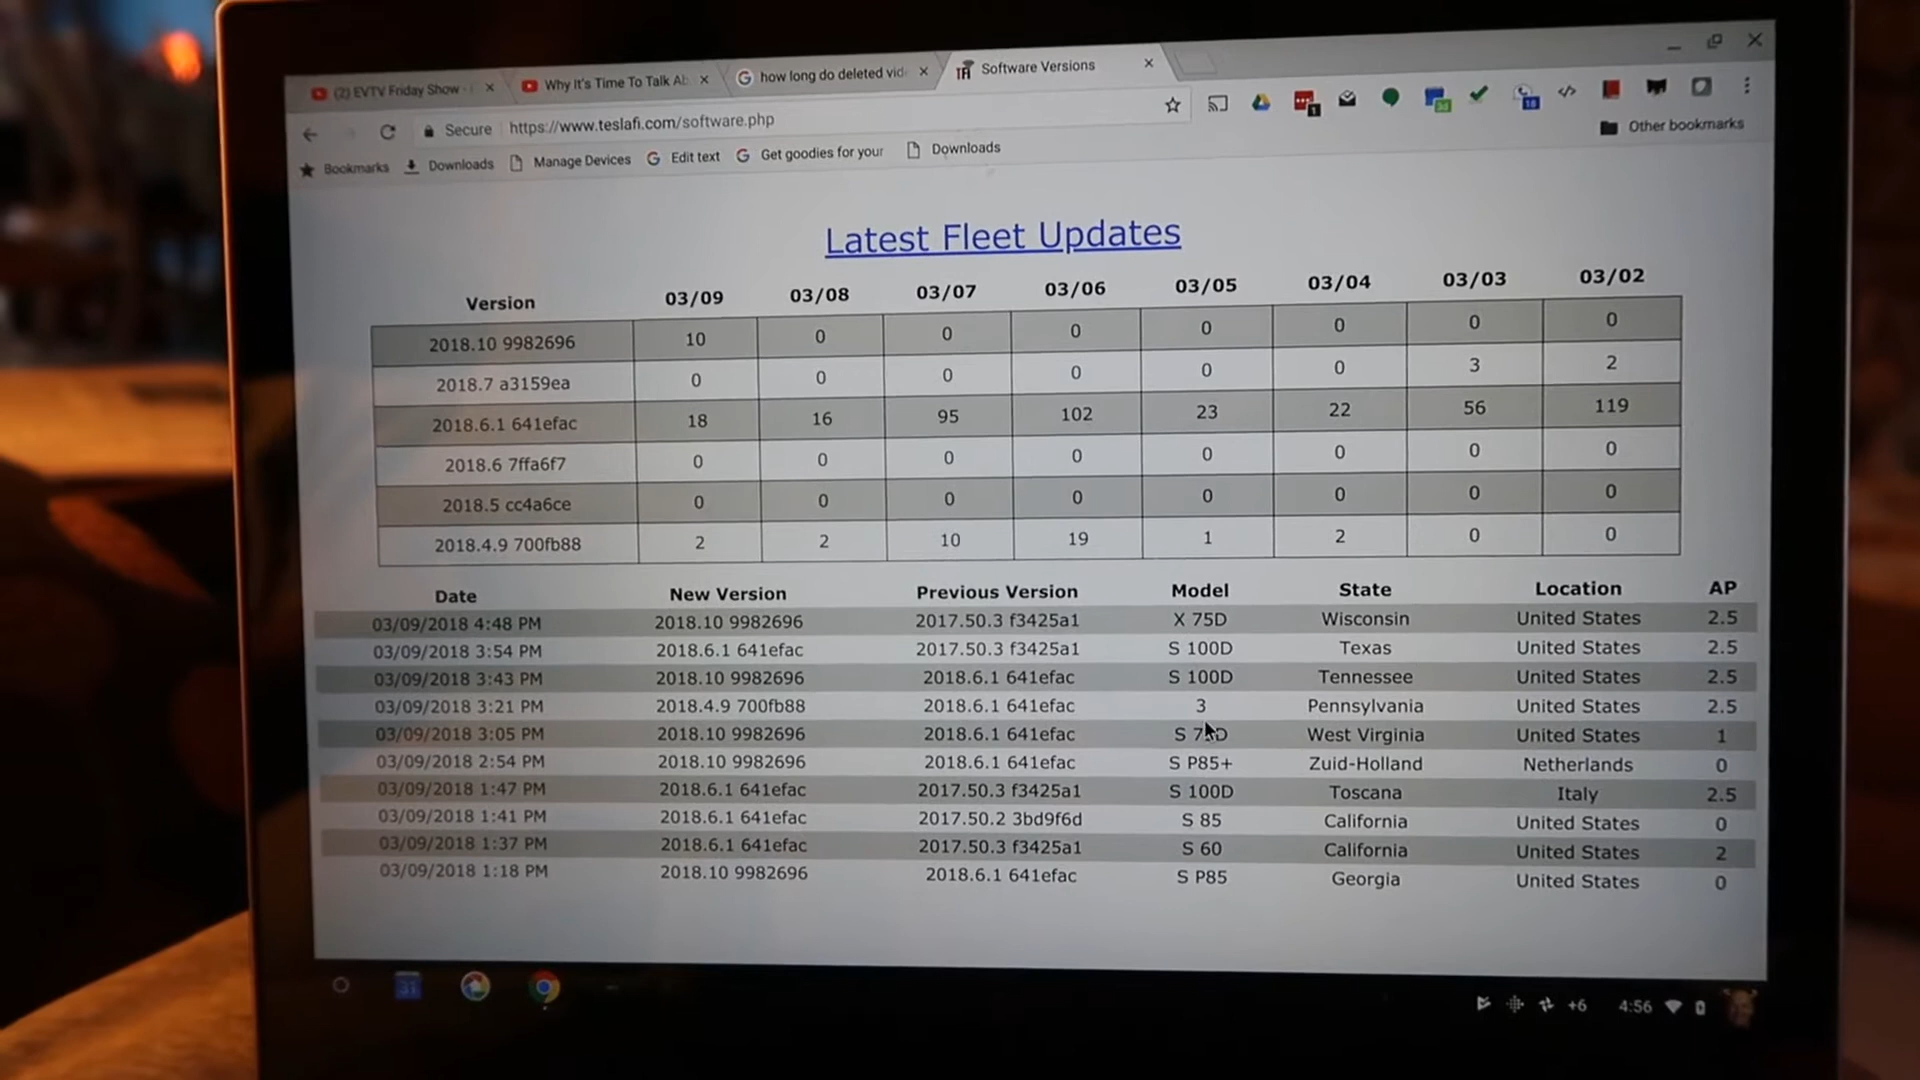 (2) EVTV Friday Show - Why It's Time To Talk Ab how long do deleted vid Software Versions
Secure https://www.teslafi.com/software.php
Bookmarks Downloads Manage Devices Edit text Get goodies for your Downloads Other bookmarks
Latest Fleet Updates
Version 03/09 03/08 03/07 03/06 03/05 03/04 03/03 03/02
2018.10 9982696 10 0 0 0 0 0 0 0
2018.7 a3159ea 0 0 0 0 0 0 3 2
2018.6.1 641efac 18 16 95 102 23 22 56 119
2018.6 7ffa6f7 0 0 0 0 0 0 0 0
2018.5 cc4a6ce 0 0 0 0 0 0 0 0
2018.4.9 700fb88 2 2 10 19 1 2 0 0
Date New Version Previous Version Model State Location AP
03/09/2018 4:48 PM 2018.10 9982696 2017.50.3 f3425a1 X 75D Wisconsin United States 2.5
03/09/2018 3:54 PM 2018.6.1 641efac 2017.50.3 f3425a1 S 100D Texas United States 2.5
03/09/2018 3:43 PM 2018.10 9982696 2018.6.1 641efac S 100D Tennessee United States 2.5
03/09/2018 3:21 PM 2018.4.9 700fb88 2018.6.1 641efac 3 Pennsylvania United States 2.5
03/09/2018 3:05 PM 2018.10 9982696 2018.6.1 641efac S West Virginia United States 1
03/09/2018 2:54 PM 2018.10 9982696 2018.6.1 641efac S P85+ Zuid-Holland Netherlands 0
03/09/2018 1:47 PM 2018.6.1 641efac 2017.50.3 f3425a1 S 100D Toscana Italy 2.5
03/09/2018 1:41 PM 2018.6.1 641efac 2017.50.2 3bd9f6d S 85 California United States 0
03/09/2018 1:37 PM 2018.6.1 641efac 2017.50.3 f3425a1 S 60 California United States 2
03/09/2018 1:18 PM 2018.10 9982696 2018.6.1 641efac S P85 Georgia United States 0
31 +6 4:56